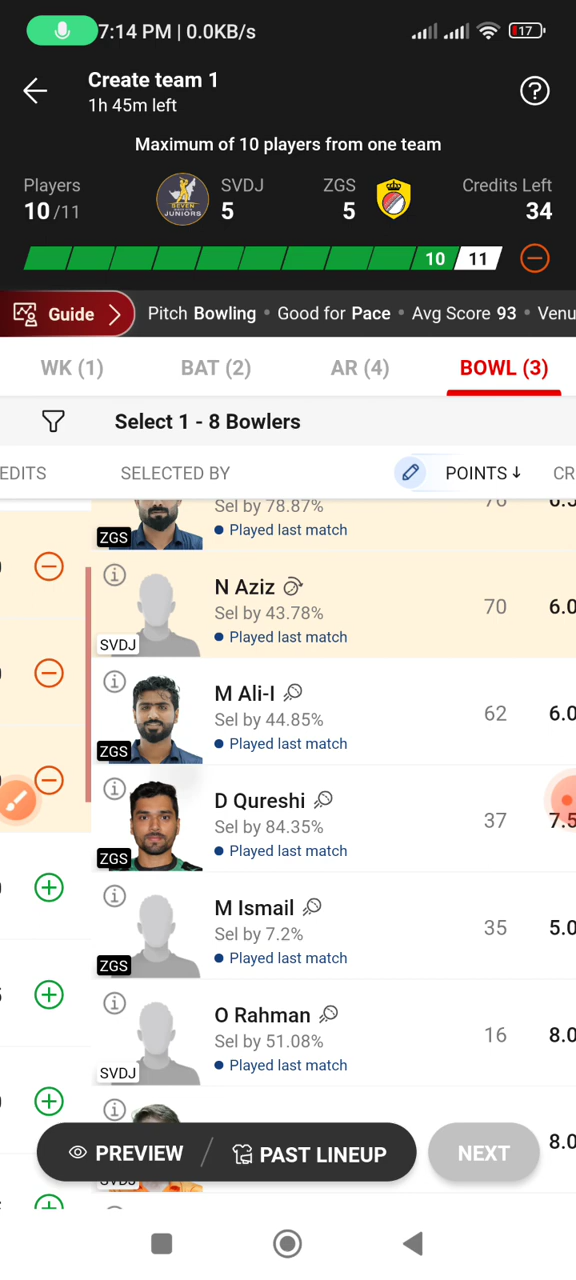 7:14 PM | 0.0KB/s
17
Create team 1
1h 45m left
Maximum of 10 players from one team
Players
10/11
SEVEN
JUNIORS
SVDJ
5
ZGS
5
Credits Left
34
10 11
Guide
Pitch Bowling • Good for Pace • Avg Score 93 • Venu
WK (1) BAT (2) AR (4) BOWL (3)
Select 1 - 8 Bowlers
EDITS SELECTED BY POINTS ↓ CR
Sel by 78.87%
ZGS
Played last match
N Aziz
Sel by 43.78%
70 6.0
SVDJ
Played last match
M Ali-I
Sel by 44.85%
62 6.0
ZGS
Played last match
D Qureshi
Sel by 84.35%
37 7.5
ZGS
Played last match
M Ismail
Sel by 7.2%
35 5.0
ZGS
Played last match
O Rahman
Sel by 51.08%
16 8.0
SVDJ
Played last match
8.0
PREVIEW / PAST LINEUP
NEXT
SVDJ